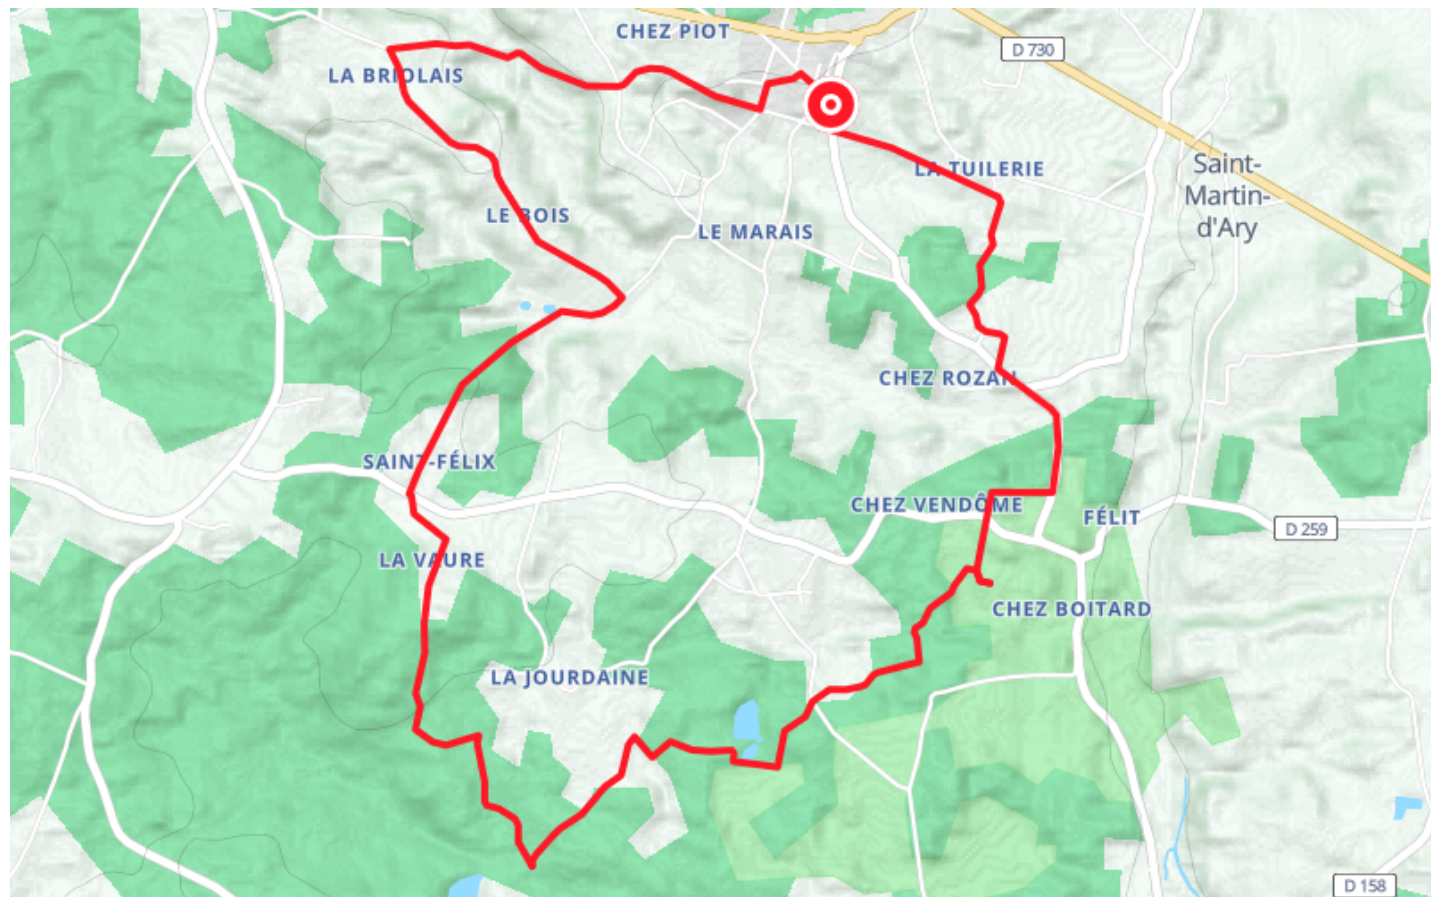 CHEZ PIOT
D 730
LA BRIOLAIS
LA TUILERIE
Saint-
Martin-
d'Ary
LE BOIS
LE MARAIS
CHEZ ROZAN
SAINT-FÉLIX
CHEZ VENDÔME
FÉLIT
D 259
LA VAURE
CHEZ BOITARD
LA JOURDAINE
D 158